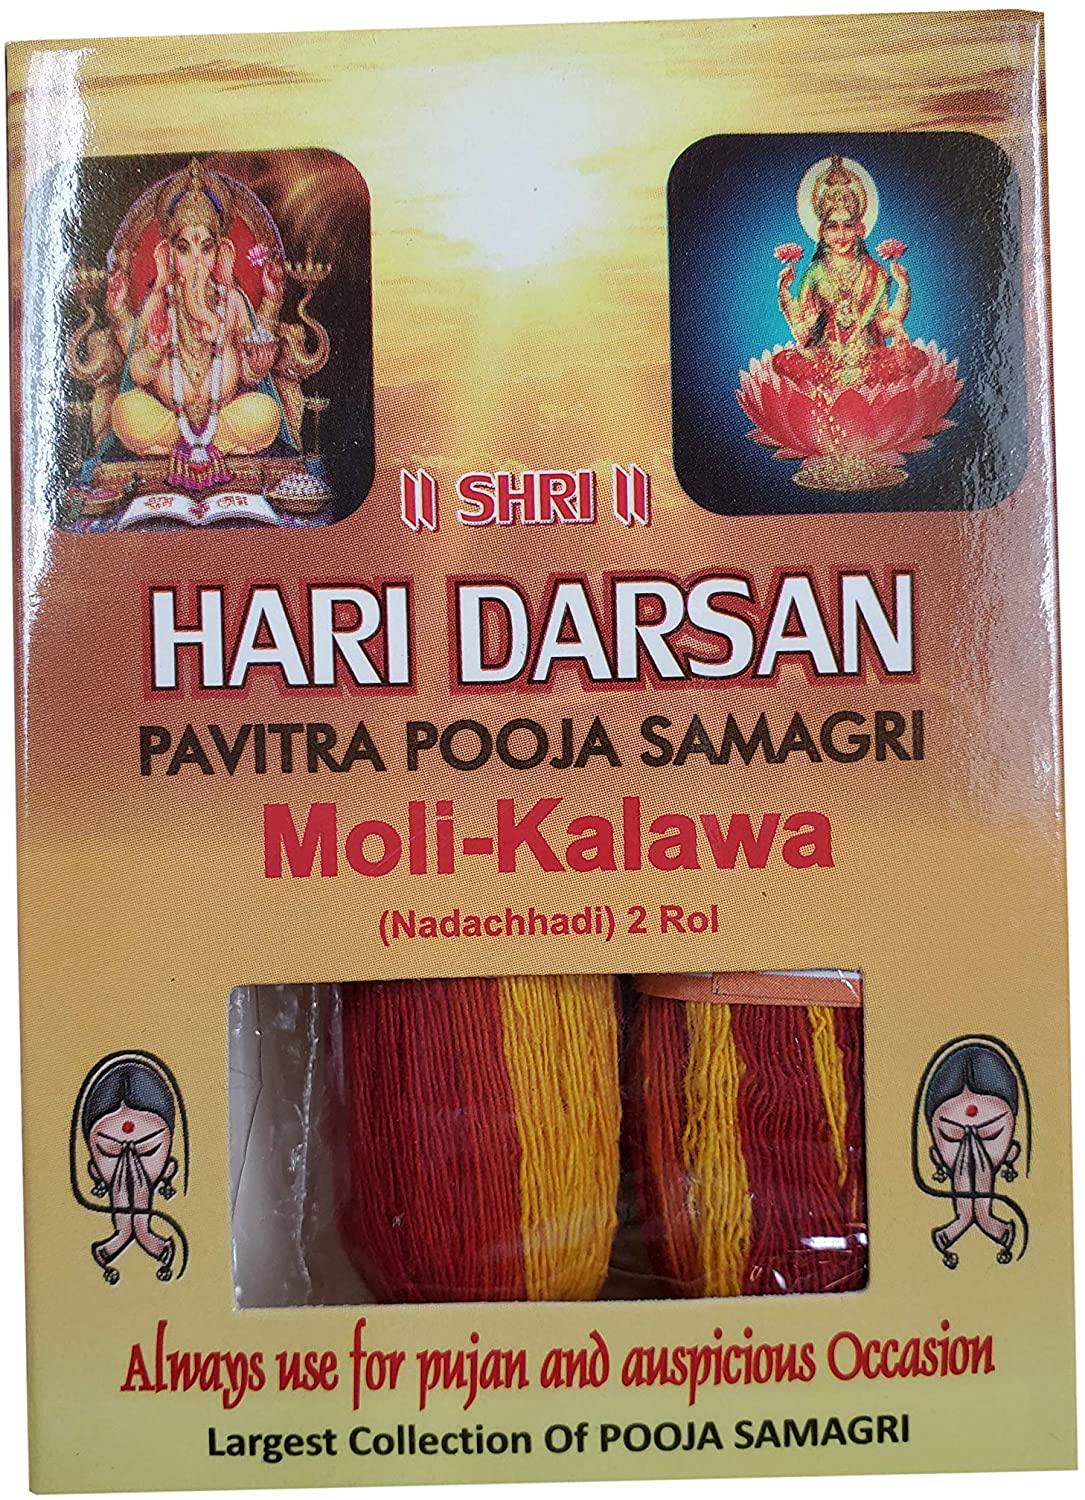 || SHRI ||
HARI DARSAN
PAVITRA POOJA SAMAGRI
Moli-Kalawa
(Nadachhadi) 2 Rol
Always use for pujan and auspicious Occasion
Largest Collection Of POOJA SAMAGRI